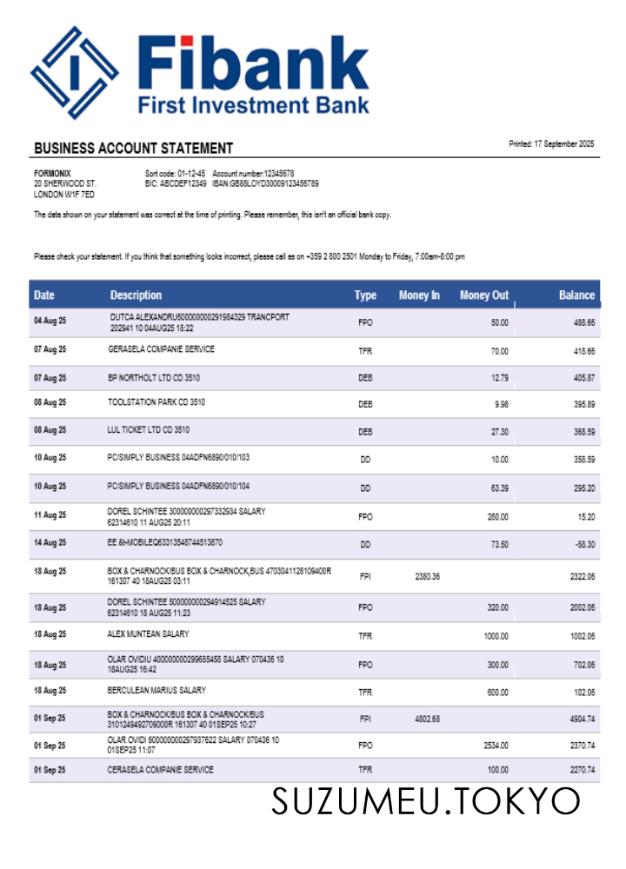 Fibank
First Investment Bank
BUSINESS ACCOUNT STATEMENT
Printed: 17 September 2025
FORMONIX
20 SHERWOOD ST.
LONDON W1F 7ED
Sort code: 01-12-45 Account number:12345678
BIC: ABCDEF12349 IBAN:GB85LOYD30009123456789
The data shown on your statement was correct at the time of printing. Please remember, this isn't an official bank copy.
Please check your statement. If you think that something looks incorrect, please call as on +359 2 800 2501 Monday to Friday, 7:00am-8:00 pm
Date Description Type Money In Money Out Balance
04 Aug 25 DUTCA ALEXANDRU600000000291984329 TRANCPORT FPO 50.00 488.66
202941 10 04AUG25 18:22
07 Aug 25 GERASELA COMPANIE SERVICE TFR 70.00 418.66
07 Aug 25 BP NORTHOLT LTD CD 3510 DEB 12.79 405.87
08 Aug 25 TOOLSTATION PARK CD 3510 DEB 9.98 395.89
08 Aug 25 LUL TICKET LTD CD 3510 DEB 27.30 368.59
10 Aug 25 PC/SIMPLY BUSINESS 04ADFN6890/010/103 DD 10.00 358.59
10 Aug 25 PC/SIMPLY BUSINESS 04ADFN6890/010/104 DD 63.39 295.20
11 Aug 25 DOREL SCHINTEE 300000000297332934 SALARY FPO 280.00 15.20
62314610 11 AUG25 20:11
14 Aug 25 EE &t-MOBILEQ63313548744513870 DD 73.50 -58.30
18 Aug 25 BOX & CHARNOCK/BUS BOX & CHARNOCK,BUS 4703041128109400R FPI 2380.36 2322.06
161307 40 18AUG25 03:11
18 Aug 25 DOREL SCHINTEE 500000000294914525 SALARY FPO 320.00 2002.06
62314610 18 AUG25 11:23
18 Aug 25 ALEX MUNTEAN SALARY TFR 1000.00 1002.06
18 Aug 25 OLAR OVIDIU 400000000299685458 SALARY 070436 10 FPO 300.00 702.06
18AUG25 16:42
18 Aug 25 BERCULEAN MARIUS SALARY TFR 600.00 102.06
01 Sep 25 BOX & CHARNOCK/BUS BOX & CHARNOCK/BUS FPI 4802.68 4904.74
3101249492709000R 161307 40 01SEP25 10:27
01 Sep 25 OLAR OVIDI 600000000297937622 SALARY 070436 10 FPO 2534.00 2370.74
01SEP25 11:07
01 Sep 25 CERASELA COMPANIE SERVICE TFR 100.00 2270.74
SUZUMEU.TOKYO